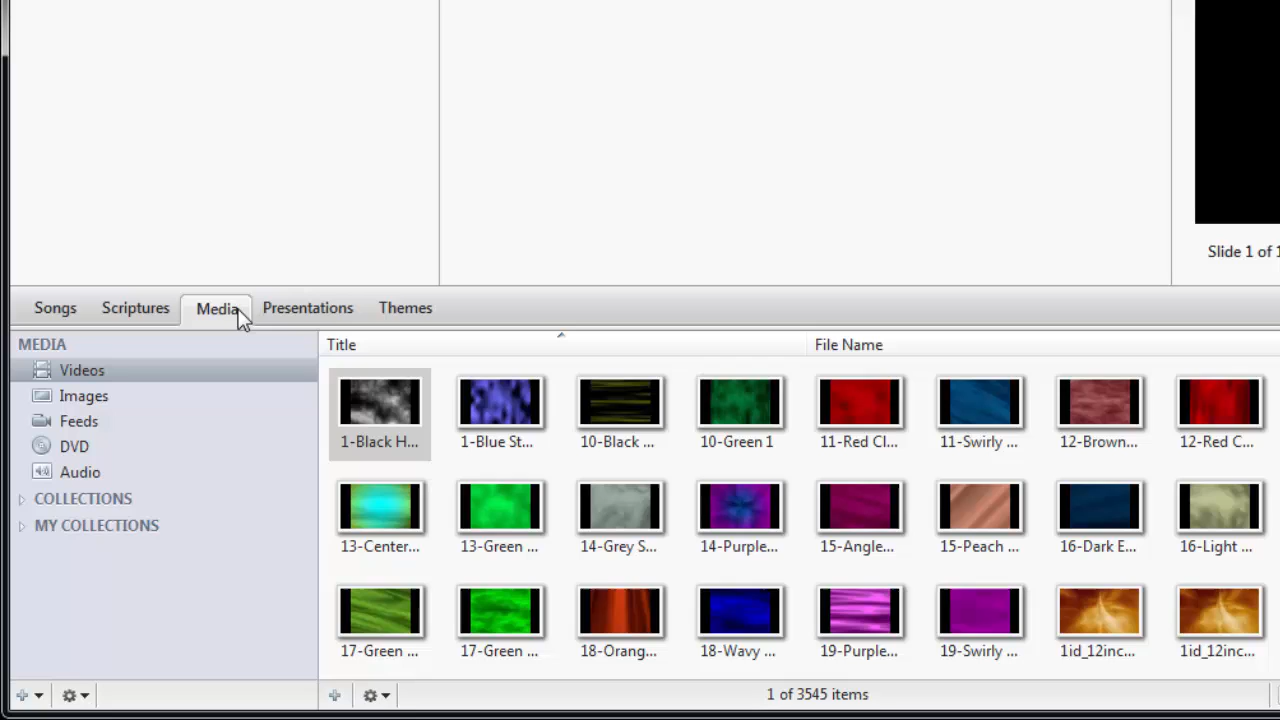 Slide 1 of 1
Songs Scriptures Media Presentations Themes
MEDIA
Title File Name
Videos
Images
Feeds
DVD
Audio
COLLECTIONS
MY COLLECTIONS
1-Black H... 1-Blue St... 10-Black ... 10-Green 1 11-Red Cl... 11-Swirly ... 12-Brown... 12-Red C...
13-Center... 13-Green ... 14-Grey S... 14-Purple... 15-Angle... 15-Peach ... 16-Dark E... 16-Light ...
17-Green ... 17-Green ... 18-Orang... 18-Wavy ... 19-Purple... 19-Swirly ... 1id_12inc... 1id_12inc...
1 of 3545 items